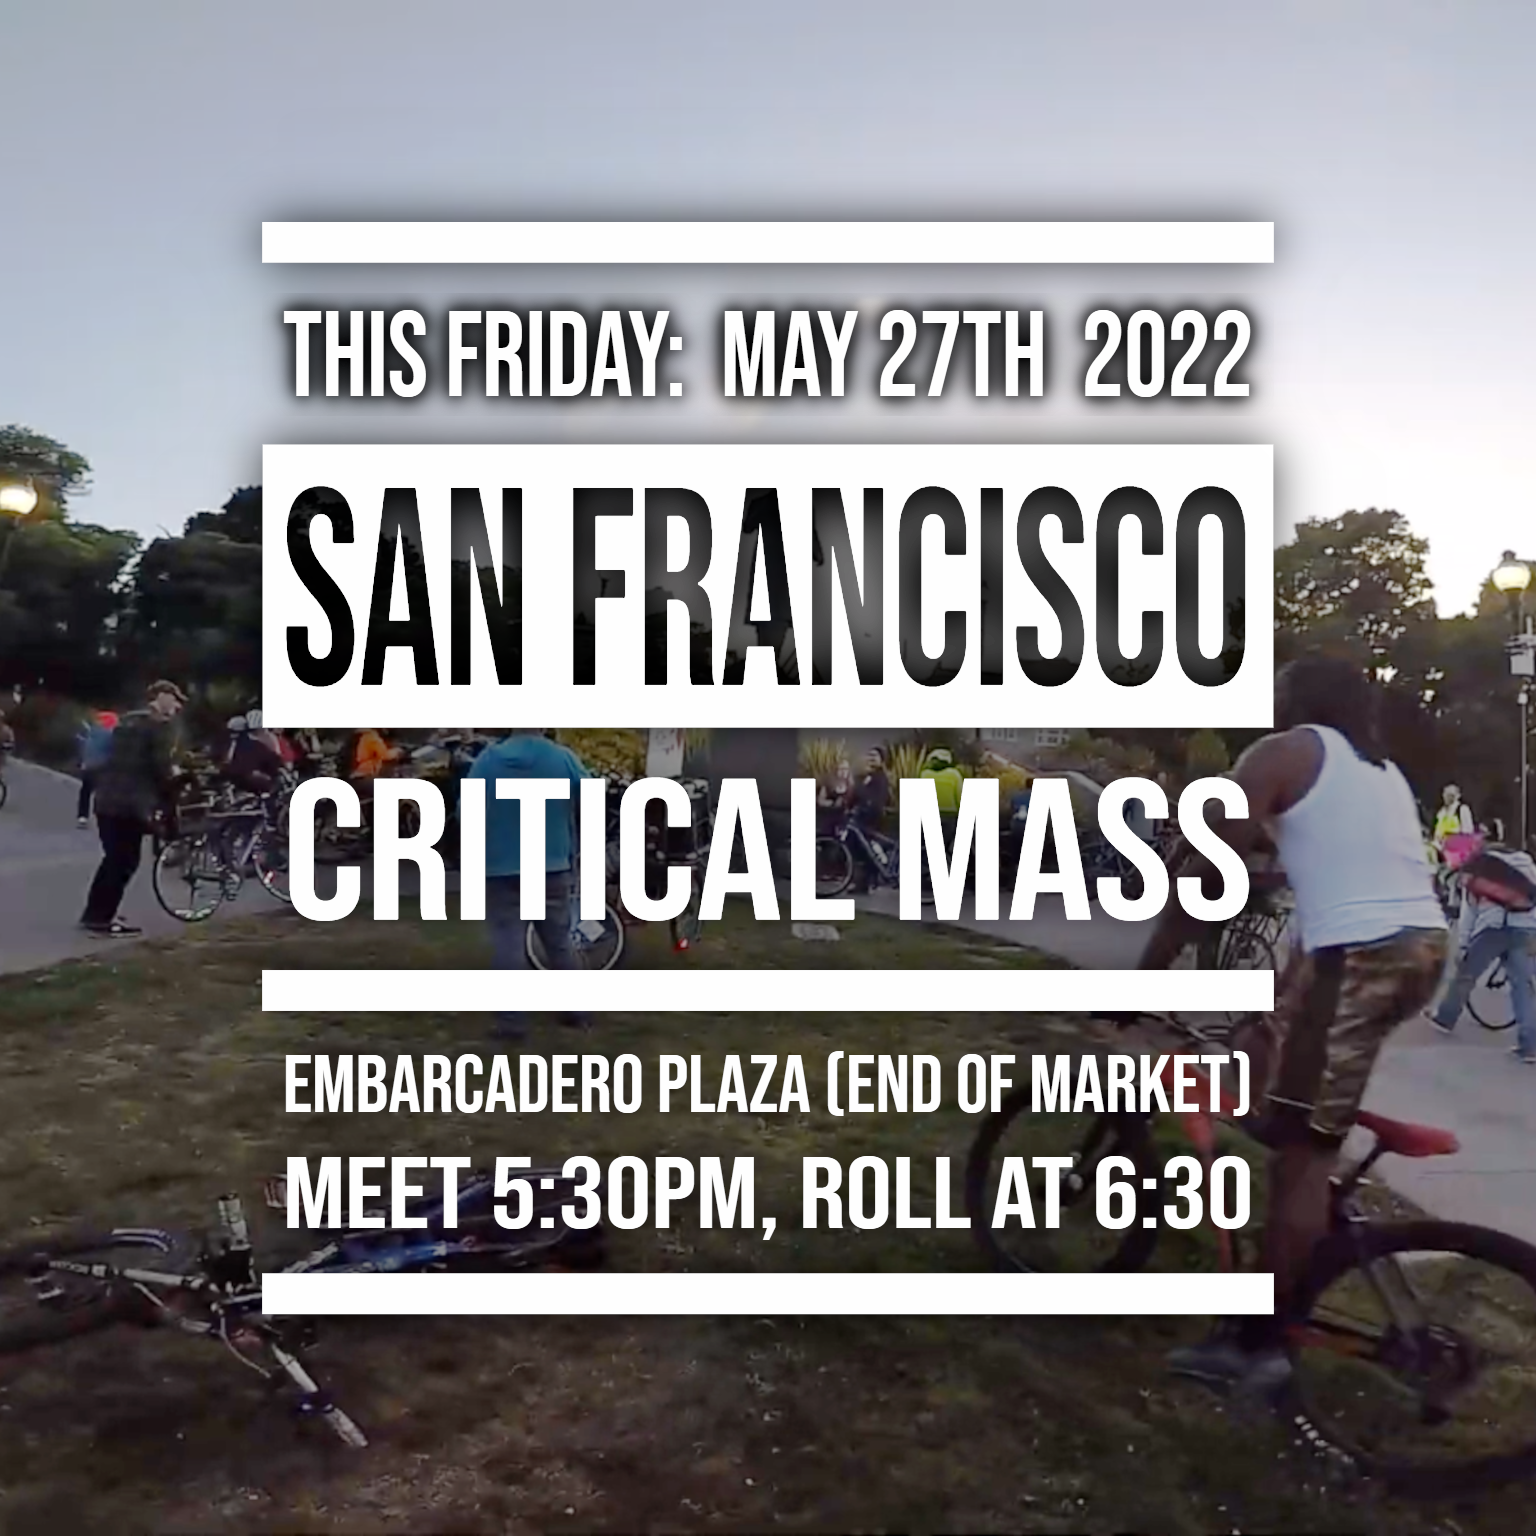 THIS FRIDAY: MAY 27TH 2022
SAN FRANCISCO
CRITICAL MASS
EMBARCADERO PLAZA (END OF MARKET)
MEET 5:30PM, ROLL AT 6:30